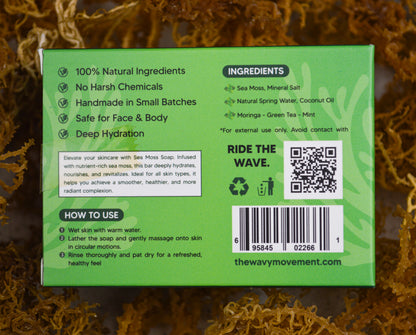 100% Natural Ingredients
No Harsh Chemicals
Handmade in Small Batches
Safe for Face & Body
Deep Hydration
Elevate your skincare with Sea Moss Soap. Infused
with nutrient-rich sea moss, this bar deeply hydrates,
nourishes, and revitalizes. Ideal for all skin types, it
helps you achieve a smoother, healthier, and more
radiant complexion.
HOW TO USE
1 Wet skin with warm water.
2 Lather the soap and gently massage onto skin
in circular motions.
3 Rinse thoroughly and pat dry for a refreshed,
healthy feel
INGREDIENTS
Sea Moss, Mineral Salt
Natural Spring Water, Coconut Oil
Moringa - Green Tea - Mint
*For external use only. Avoid contact with
RIDE THE
WAVE.
6 95845 02266 1
thewavymovement.com